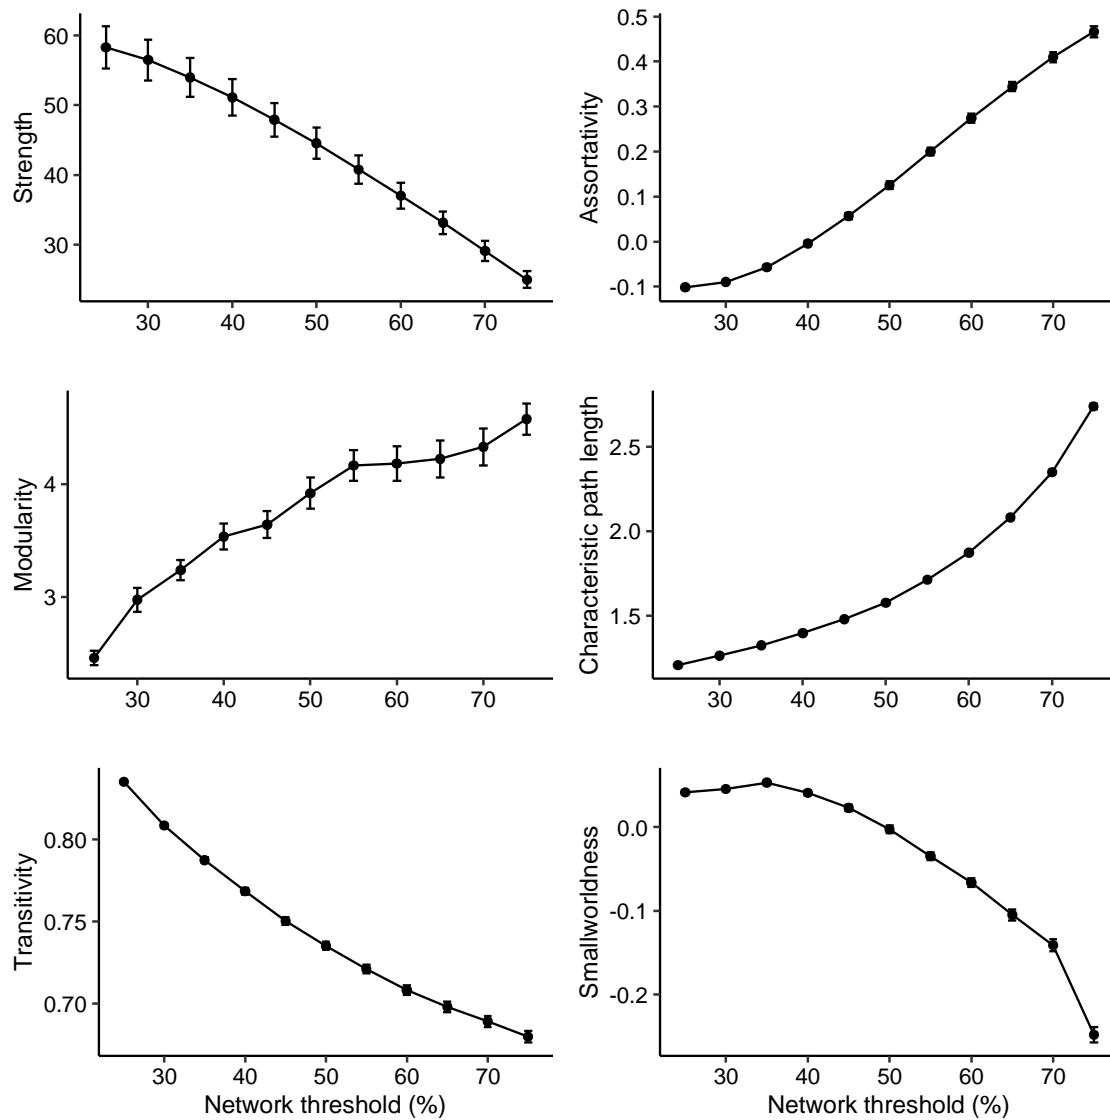 Strength
60
50
40
30
30 40 50 60 70
Assortativity
0.5
0.4
0.3
0.2
0.1
0.0
-0.1
30 40 50 60 70
Modularity
4
3
30 40 50 60 70
Characteristic path length
2.5
2.0
1.5
30 40 50 60 70
Transitivity
0.80
0.75
0.70
30 40 50 60 70
Network threshold (%)
Smallworldness
0.0
-0.1
-0.2
30 40 50 60 70
Network threshold (%)